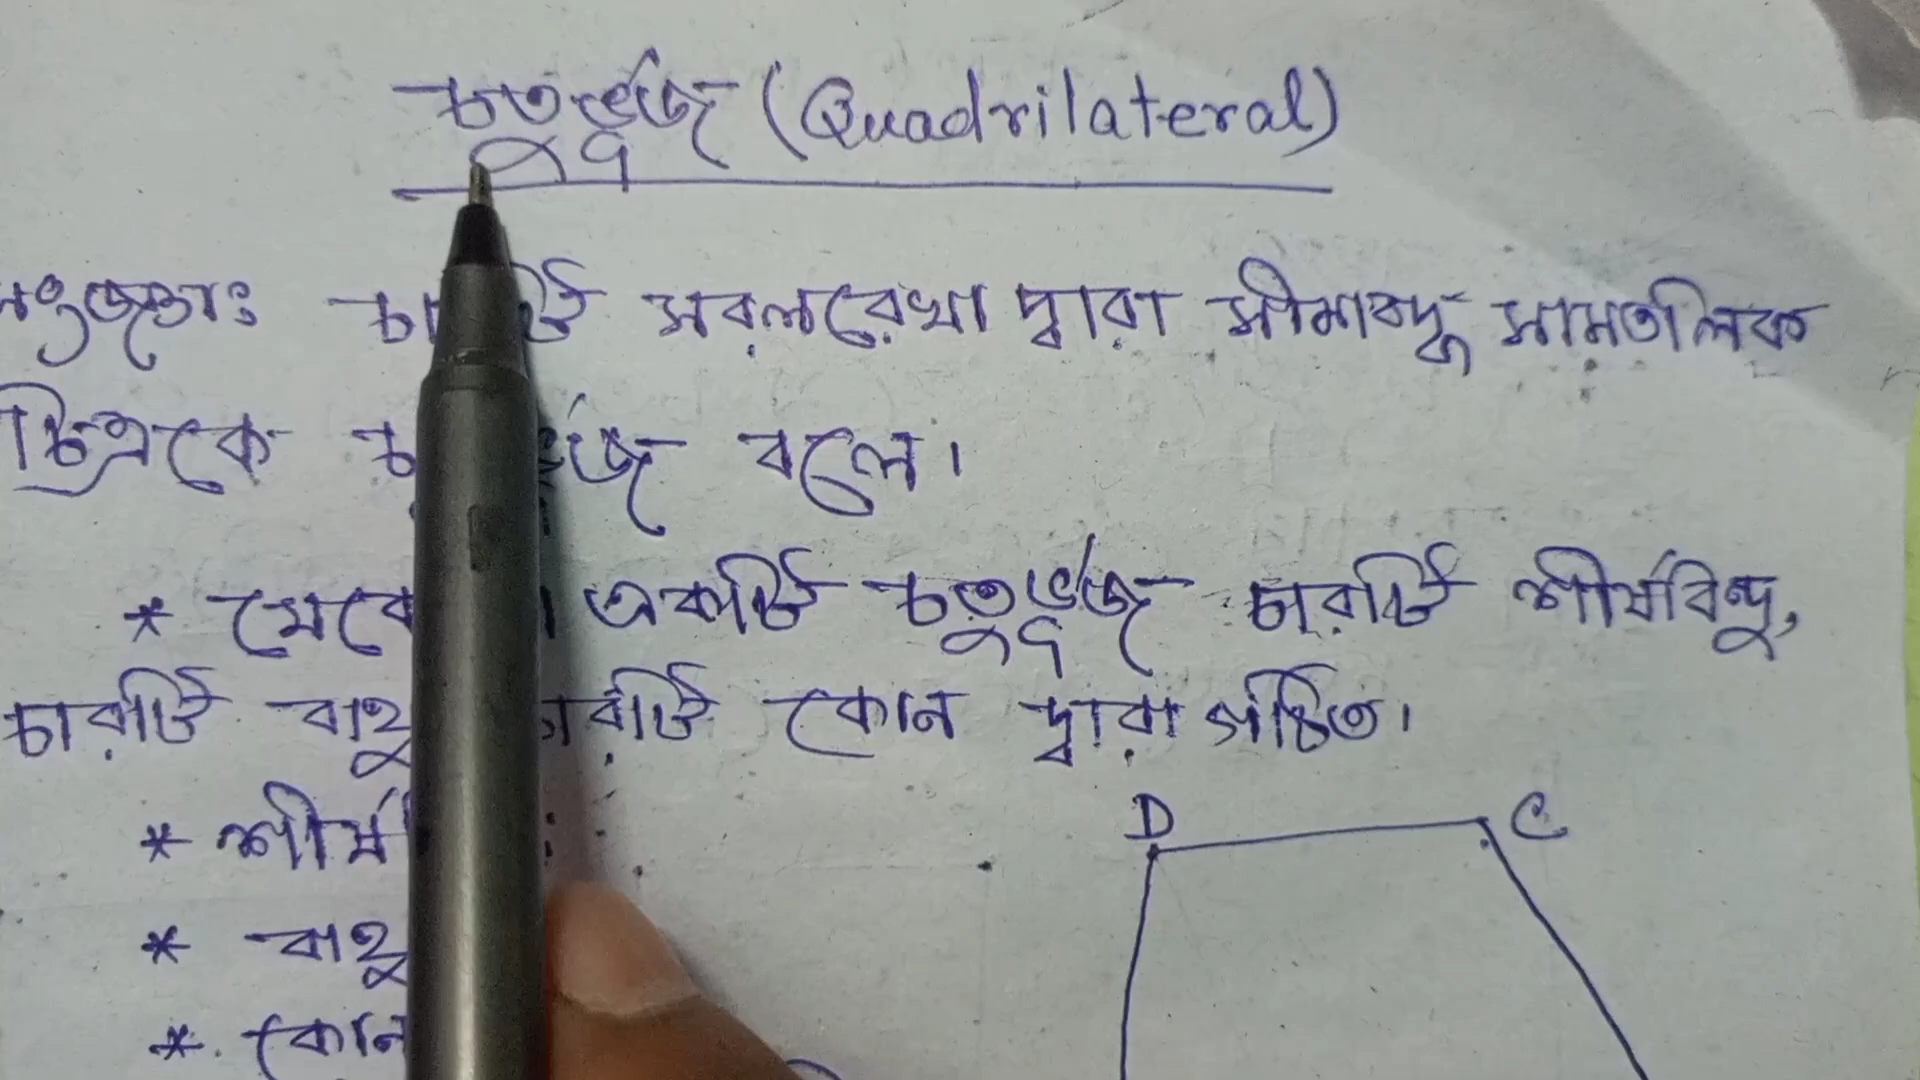 চতুর্ভুজ (Quadrilateral)
সংজ্ঞাঃ সরলরেখা দ্বারা সীমাবদ্ধ সামতলিক
চিত্রকে বলে।
* একটি চতুর্ভুজ চারটি শীর্ষবিন্দু,
চারটি বাহু কোন দ্বারা গঠিত।
D C
*
* বাহু
* কোন